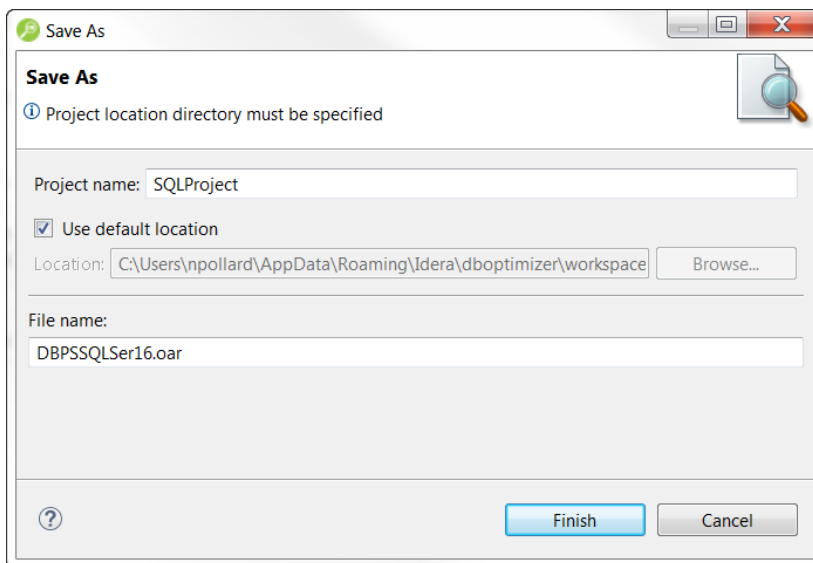 Save As
Save As
Project location directory must be specified
Project name: SQLProject
Use default location
Location: C:\Users\npollard\AppData\Roaming\Idera\dboptimizer\workspace Browse...
File name:
DBPSSQLSer16.oar
Finish Cancel